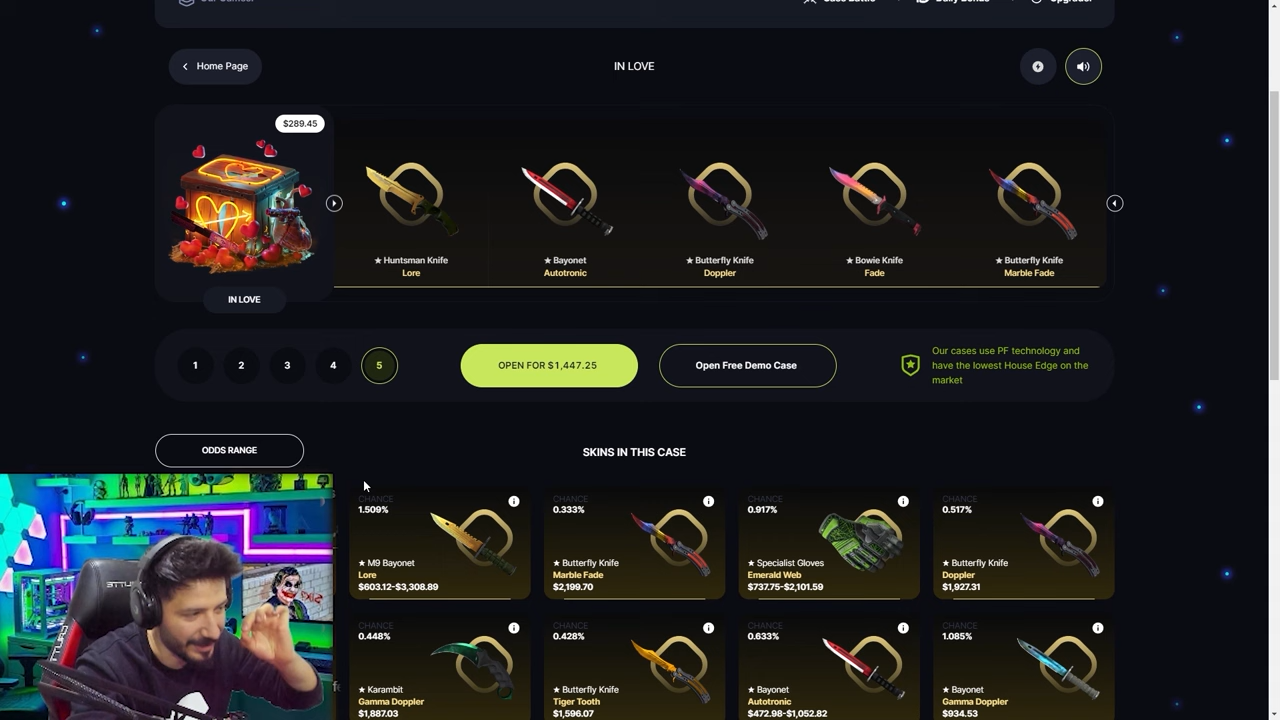 Our Games:
Case Battle
Daily Bonus
Upgrader
Home Page
IN LOVE
$289.45
★ Huntsman Knife
Lore
★ Bayonet
Autotronic
★ Butterfly Knife
Doppler
★ Bowie Knife
Fade
★ Butterfly Knife
Marble Fade
IN LOVE
1
2
3
4
5
OPEN FOR $1,447.25
Open Free Demo Case
Our cases use PF technology and
have the lowest House Edge on the
market
ODDS RANGE
SKINS IN THIS CASE
CHANCE
1.509%
★ M9 Bayonet
Lore
$603.12-$3,308.89
CHANCE
0.333%
★ Butterfly Knife
Marble Fade
$2,199.70
CHANCE
0.917%
★ Specialist Gloves
Emerald Web
$737.75-$2,101.59
CHANCE
0.517%
★ Butterfly Knife
Doppler
$1,927.31
CHANCE
0.448%
★ Karambit
Gamma Doppler
$1,887.03
CHANCE
0.428%
★ Butterfly Knife
Tiger Tooth
$1,596.07
CHANCE
0.633%
★ Bayonet
Autotronic
$472.98-$1,052.82
CHANCE
1.085%
★ Bayonet
Gamma Doppler
$934.53